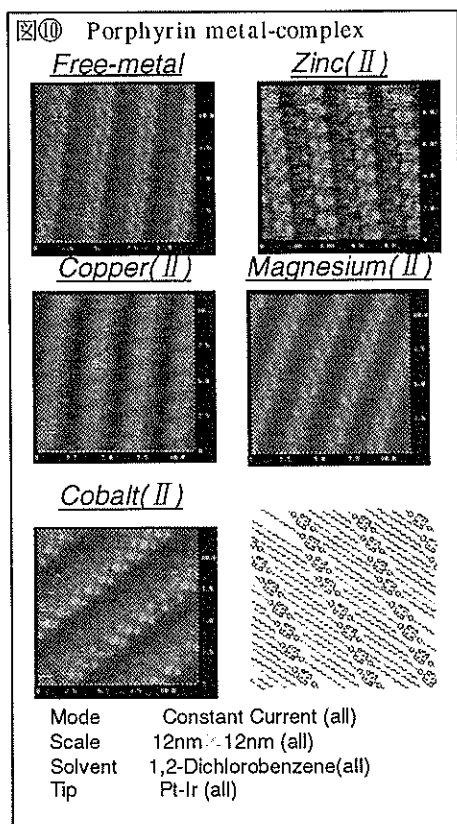 図⑩ Porphyrin metal-complex
Free-metal Zinc(Ⅱ)
Copper(Ⅱ) Magnesium(Ⅱ)
Cobalt(Ⅱ)
Mode Constant Current (all)
Scale 12nm×12nm (all)
Solvent 1,2-Dichlorobenzene(all)
Tip Pt-Ir (all)